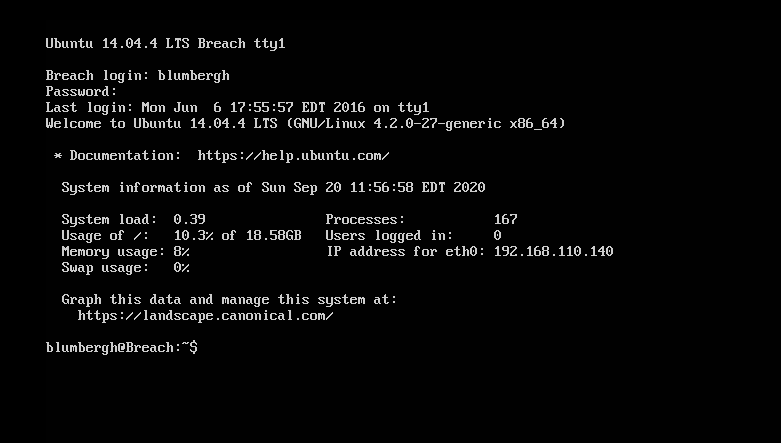 Ubuntu 14.04.4 LTS Breach tty1
Breach login: blumbergh
Password:
Last login: Mon Jun  6 17:55:57 EDT 2016 on tty1
Welcome to Ubuntu 14.04.4 LTS (GNU/Linux 4.2.0-27-generic x86_64)
 * Documentation:  https://help.ubuntu.com/
  System information as of Sun Sep 20 11:56:58 EDT 2020
  System load:  0.39               Processes:           167
  Usage of /:   10.3% of 18.58GB   Users logged in:     0
  Memory usage: 8%                 IP address for eth0: 192.168.110.140
  Swap usage:   0%
  Graph this data and manage this system at:
    https://landscape.canonical.com/
blumbergh@Breach:~$